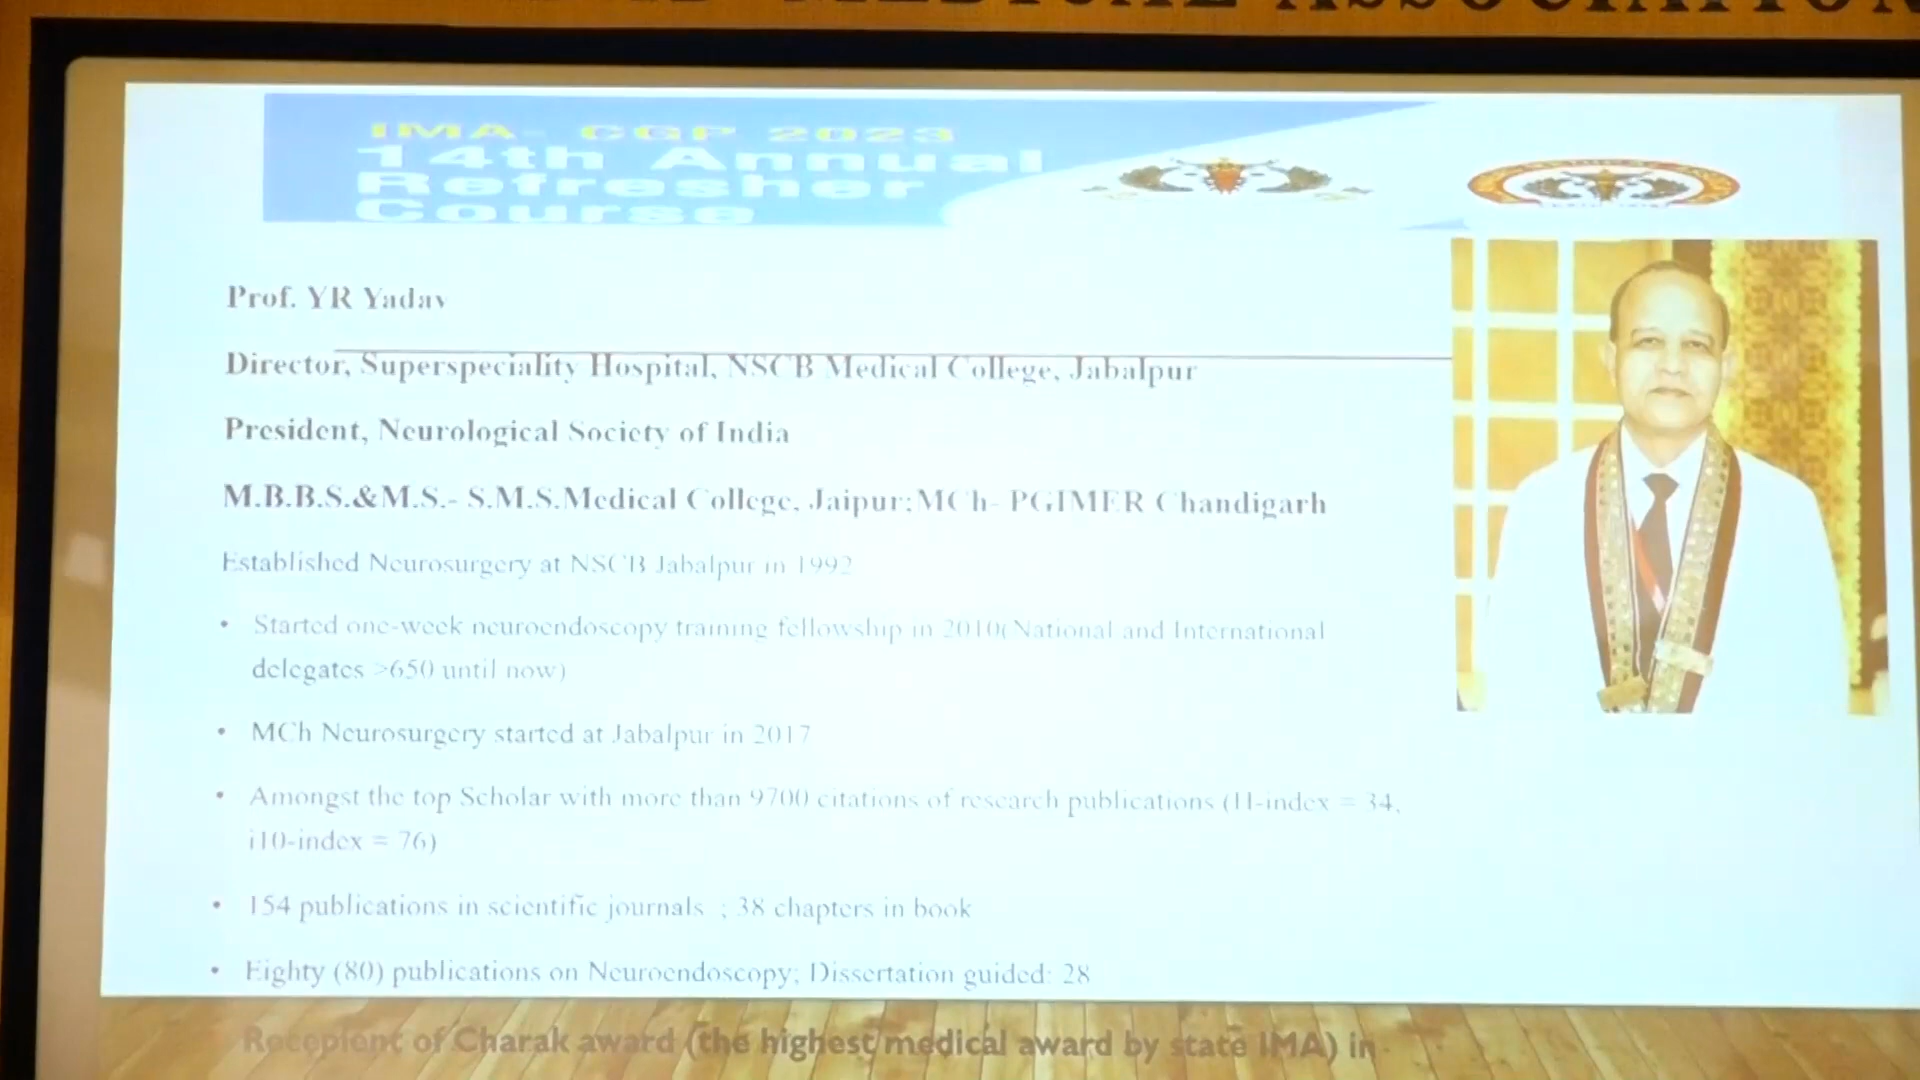 MEDICAL ASSOCIATION
IMA- CGP 2023
14th Annual
Refresher
Course
Prof. YR Yadav
Director, Superspeciality Hospital, NSCB Medical College, Jabalpur
President, Neurological Society of India
M.B.B.S.&M.S.- S.M.S.Medical College, Jaipur;MCh- PGIMER Chandigarh
Established Neurosurgery at NSCB Jabalpur in 1992
• Started one-week neuroendoscopy training fellowship in 2010(National and International
delegates >650 until now)
• MCh Neurosurgery started at Jabalpur in 2017
• Amongst the top Scholar with more than 9700 citations of research publications (H-index = 34,
i10-index = 76)
• 154 publications in scientific journals ; 38 chapters in book
• Eighty (80) publications on Neuroendoscopy; Dissertation guided: 28
Recepient of Charak award (the highest medical award by state IMA) in